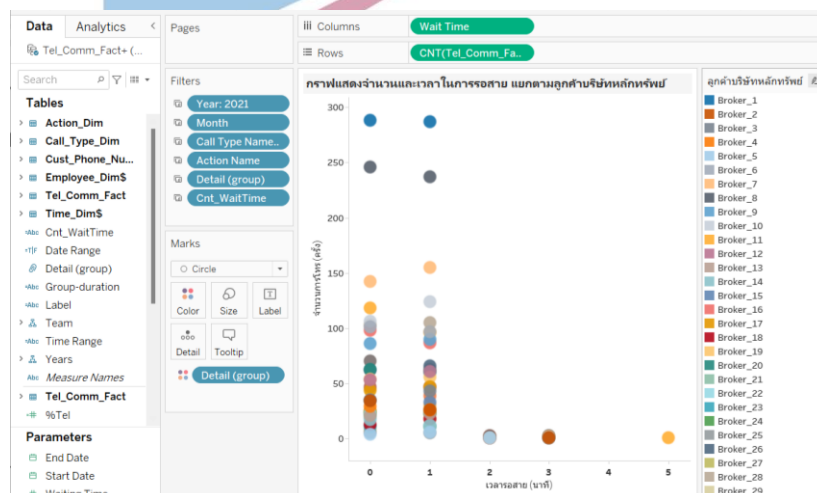 Data
Analytics
Tel_Comm_Fact+ (...
Search
Tables
Action_Dim
Call_Type_Dim
Cust_Phone_Nu...
Employee_Dim$
Tel_Comm_Fact
Time_Dim$
Cnt_WaitTime
Date Range
Detail (group)
Group-duration
Label
Team
Time Range
Years
Measure Names
Tel_Comm_Fact
%Tel
Parameters
End Date
Start Date
Waiting Time
Pages
Filters
Year: 2021
Month
Call Type Name..
Action Name
Detail (group)
Cnt_WaitTime
Marks
Circle
Color
Size
Label
Detail
Tooltip
Detail (group)
Columns
Wait Time
Rows
CNT(Tel_Comm_Fa..
กราฟแสดงจำนวนและเวลาในการรอสาย แยกตามลูกค้าบริษัทหลักทรัพย์
จำนวนการโทร (ครั้ง)
300
250
200
150
100
50
0
0 1 2 3 4 5
เวลารอสาย (นาที)
ลูกค้าบริษัทหลักทรัพย์
Broker_1
Broker_2
Broker_3
Broker_4
Broker_5
Broker_6
Broker_7
Broker_8
Broker_9
Broker_10
Broker_11
Broker_12
Broker_13
Broker_14
Broker_15
Broker_16
Broker_17
Broker_18
Broker_19
Broker_20
Broker_21
Broker_22
Broker_23
Broker_24
Broker_25
Broker_26
Broker_27
Broker_28
Broker_29